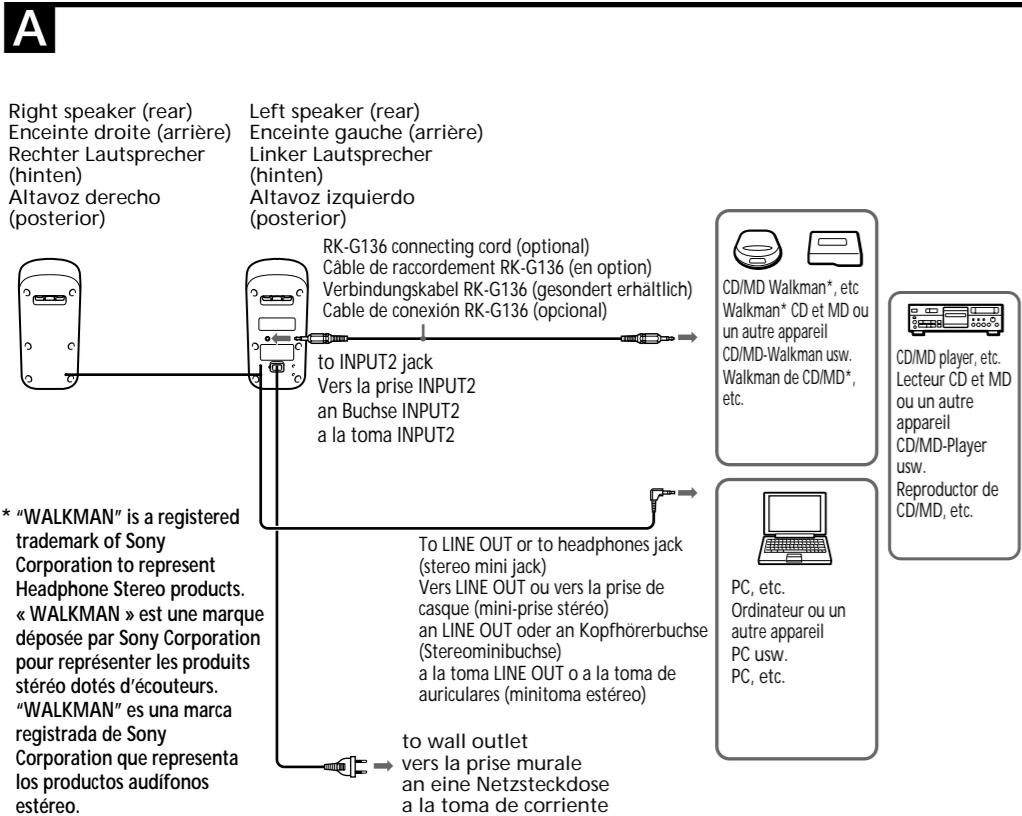 A
Right speaker (rear)
Enceinte droite (arrière)
Rechter Lautsprecher
(hinten)
Altavoz derecho
(posterior)
Left speaker (rear)
Enceinte gauche (arrière)
Linker Lautsprecher
(hinten)
Altavoz izquierdo
(posterior)
RK-G136 connecting cord (optional)
Câble de raccordement RK-G136 (en option)
Verbindungskabel RK-G136 (gesondert erhältlich)
Cable de conexión RK-G136 (opcional)
to INPUT2 jack
Vers la prise INPUT2
an Buchse INPUT2
a la toma INPUT2
CD/MD Walkman*, etc
Walkman* CD et MD ou
un autre appareil
CD/MD-Walkman usw.
Walkman de CD/MD*,
etc.
CD/MD player, etc.
Lecteur CD et MD
ou un autre
appareil
CD/MD-Player
usw.
Reproductor de
CD/MD, etc.
To LINE OUT or to headphones jack
(stereo mini jack)
Vers LINE OUT ou vers la prise de
casque (mini-prise stéréo)
an LINE OUT oder an Kopfhörerbuchse
(Stereominibuchse)
a la toma LINE OUT o a la toma de
auriculares (minitoma estéreo)
PC, etc.
Ordinateur ou un
autre appareil
PC usw.
PC, etc.
* “WALKMAN” is a registered
trademark of Sony
Corporation to represent
Headphone Stereo products.
« WALKMAN » est une marque
déposée par Sony Corporation
pour représenter les produits
stéréo dotés d’écouteurs.
“WALKMAN” es una marca
registrada de Sony
Corporation que representa
los productos audífonos
estéreo.
to wall outlet
vers la prise murale
an eine Netzsteckdose
a la toma de corriente